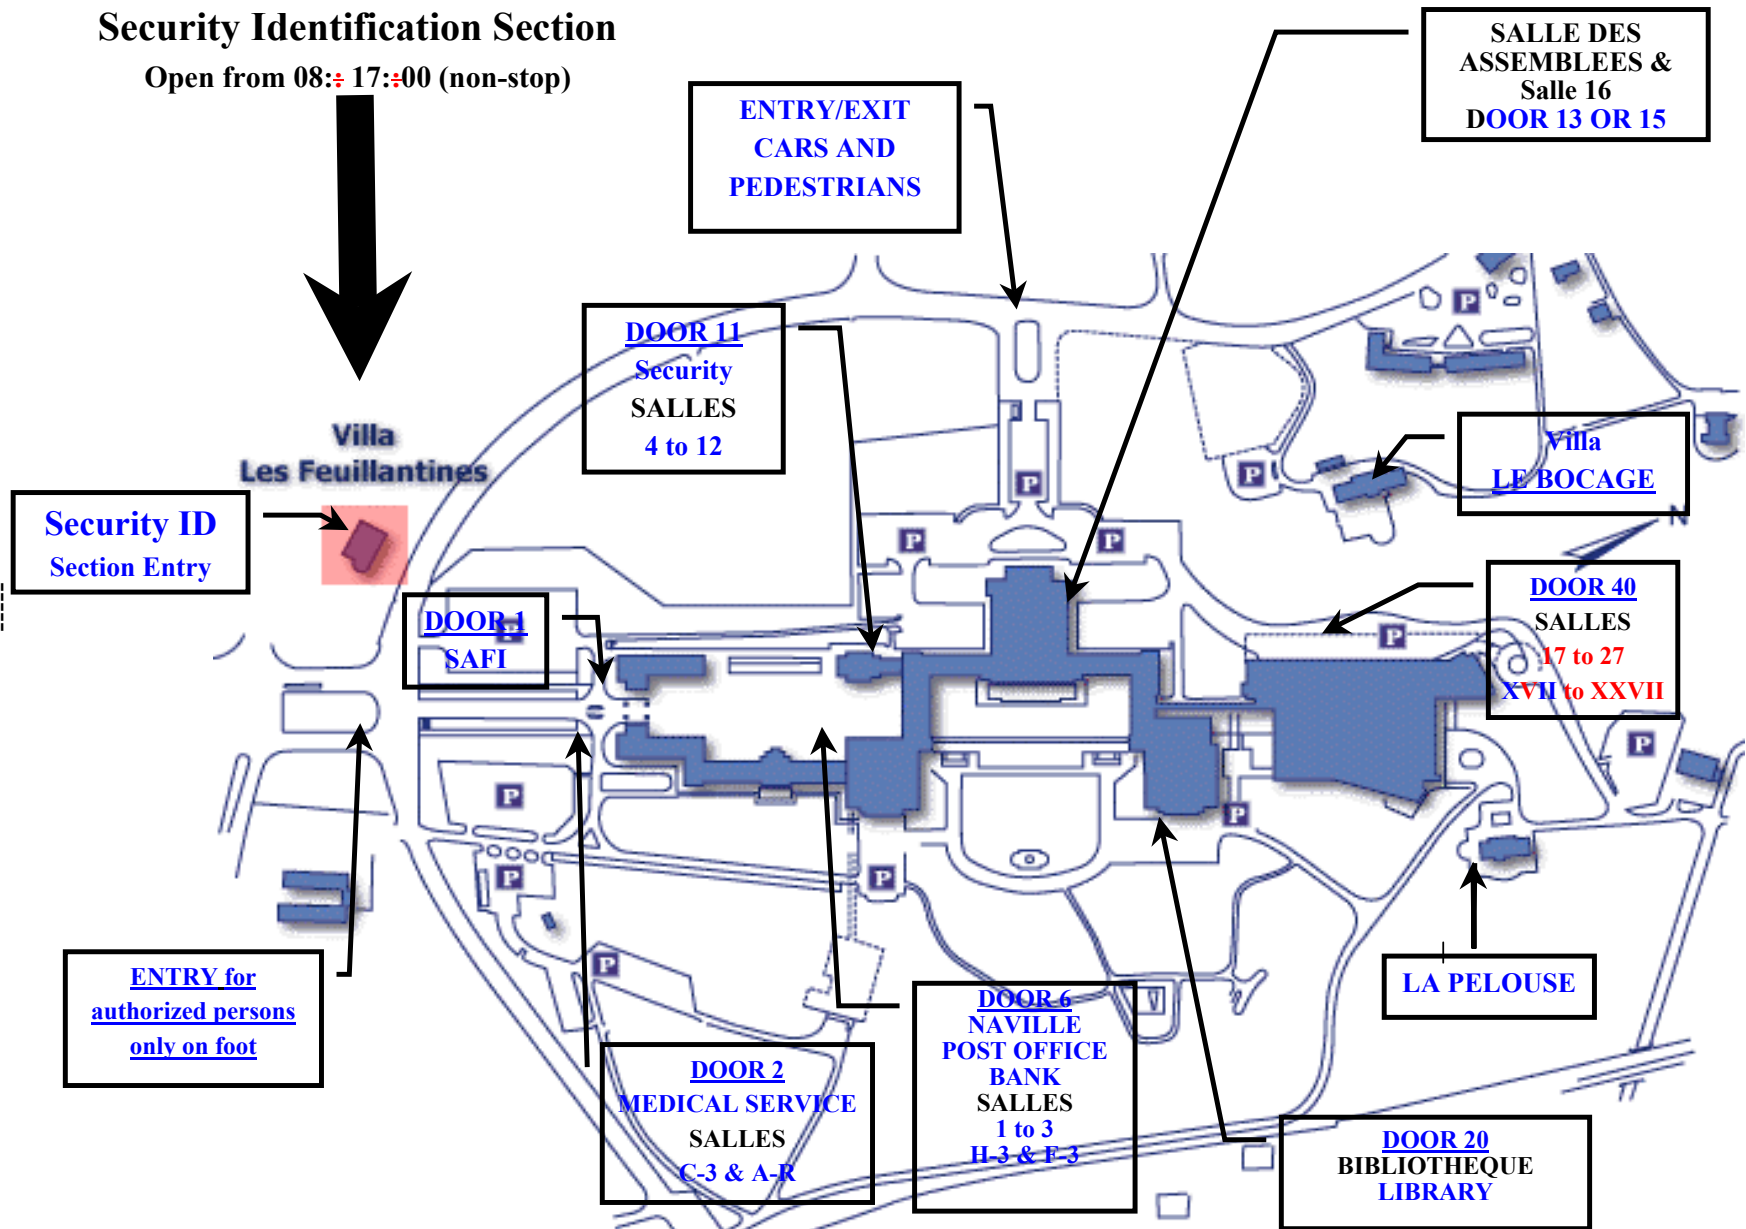 Security Identification Section
Open from 08:÷ 17:÷00 (non-stop)
SALLE DES
ASSEMBLEES &
Salle 16
DOOR 13 OR 15
ENTRY/EXIT
CARS AND
PEDESTRIANS
DOOR 11
Security
SALLES
4 to 12
P
Villa
Les Feuillantines
Villa
LE BOCAGE
P
P
Security ID
Section Entry
N
P
P
DOOR 40
SALLES
17 to 27
XVII to XXVII
DOOR 1
SAFI
P
P
P
P
P
P
P
P
ENTRY for
authorized persons
only on foot
LA PELOUSE
DOOR 6
NAVILLE
POST OFFICE
BANK
SALLES
1 to 3
H-3 & F-3
DOOR 2
MEDICAL SERVICE
SALLES
C-3 & A-R
DOOR 20
BIBLIOTHEQUE
LIBRARY